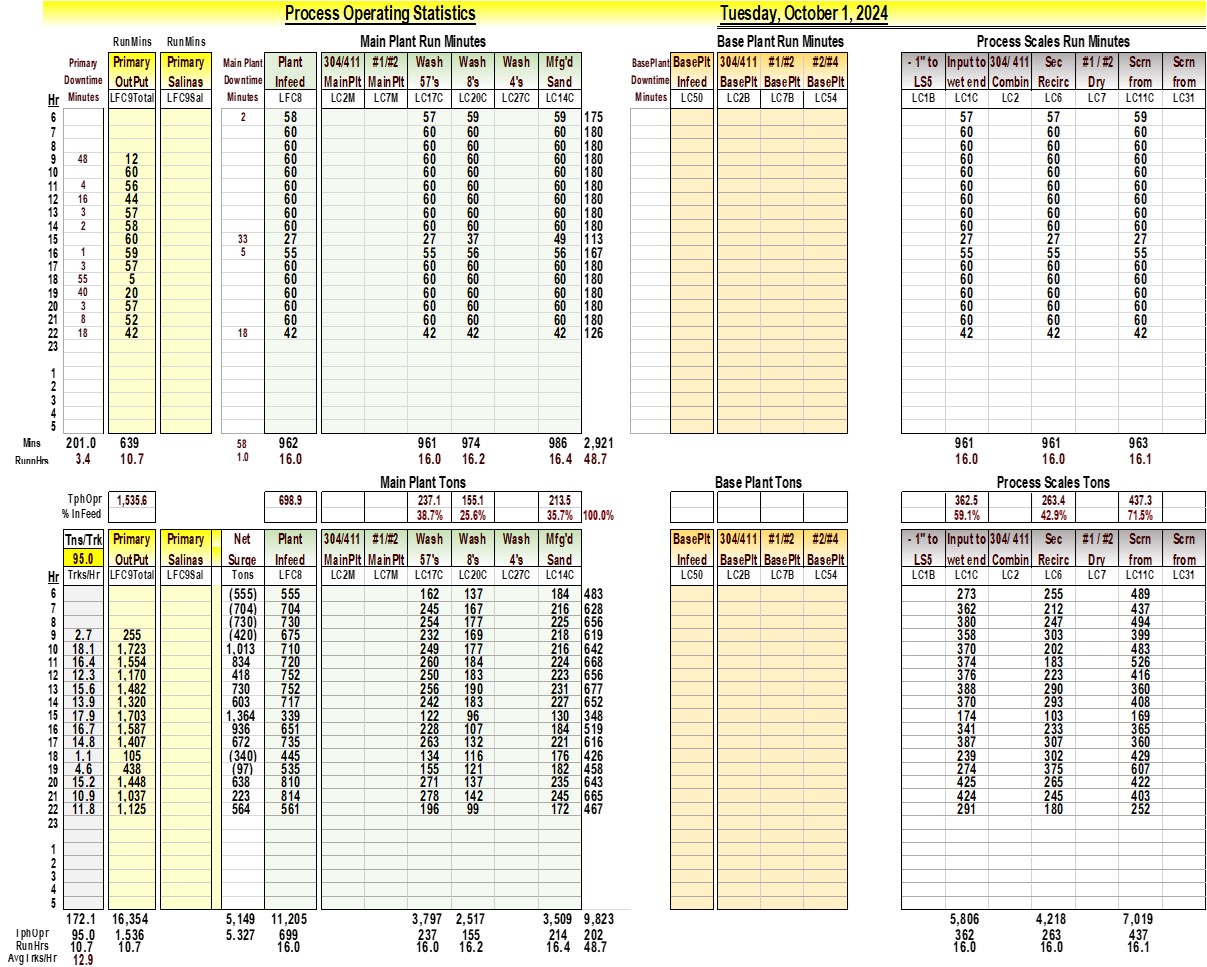 Process Operating Statistics Tuesday, October 1, 2024
RunMins RunMins Main Plant Run Minutes Base Plant Run Minutes Process Scales Run Minutes
Primary Primary Primary Main Plant Plant 304/411 #1/#2 Wash Wash Wash Mfg'd BasePlant BasePlt 304/411 #1/#2 #2/#4 - 1" to Input to 304/ 411 Sec #1 / #2 Scrn Scrn
Downtime OutPut Salinas Downtime Infeed MainPlt MainPlt 57's 8's 4's Sand Downtime Infeed BasePlt BasePlt BasePlt LS5 wet end Combin Recirc Dry from from
Hr Minutes LFC9Total LFC9Sal Minutes LFC8 LC2M LC7M LC17C LC20C LC27C LC14C Minutes LC50 LC2B LC7B LC54 LC1B LC1C LC2 LC6 LC7 LC11C LC31
6 2 58 57 59 59 175 57 57 59
7 60 60 60 60 180 60 60 60
8 60 60 60 60 180 60 60 60
9 48 12 60 60 60 60 180 60 60 60
10 60 60 60 60 60 180 60 60 60
11 4 56 60 60 60 60 180 60 60 60
12 16 44 60 60 60 60 180 60 60 60
13 3 57 60 60 60 60 180 60 60 60
14 2 58 60 60 60 60 180 60 60 60
15 60 33 27 27 37 49 113 27 27 27
16 1 59 5 55 55 56 56 167 55 55 55
17 3 57 60 60 60 60 180 60 60 60
18 55 5 60 60 60 60 180 60 60 60
19 40 20 60 60 60 60 180 60 60 60
20 3 57 60 60 60 60 180 60 60 60
21 8 52 60 60 60 60 180 60 60 60
22 18 42 18 42 42 42 42 126 42 42 42
23
1
2
3
4
5
Mins 201.0 639 58 962 961 974 986 2,921 961 961 963
RunnHrs 3.4 10.7 1.0 16.0 16.0 16.2 16.4 48.7 16.0 16.0 16.1
Main Plant Tons Base Plant Tons Process Scales Tons
TphOpr 1,535.6 698.9 237.1 155.1 213.5 362.5 263.4 437.3
% InFeed 38.7% 25.6% 35.7% 100.0% 59.1% 42.9% 71.5%
Tns/Trk Primary Primary Net Plant 304/411 #1/#2 Wash Wash Wash Mfg'd BasePlt 304/411 #1/#2 #2/#4 - 1" to Input to 304/ 411 Sec #1 / #2 Scrn Scrn
95.0 OutPut Salinas Surge Infeed MainPlt MainPlt 57's 8's 4's Sand Infeed BasePlt BasePlt BasePlt LS5 wet end Combin Recirc Dry from from
Hr Trks/Hr LFC9Total LFC9Sal Tons LFC8 LC2M LC7M LC17C LC20C LC27C LC14C LC50 LC2B LC7B LC54 LC1B LC1C LC2 LC6 LC7 LC11C LC31
6 (555) 555 162 137 184 483 273 255 489
7 (704) 704 245 167 216 628 362 212 437
8 (730) 730 254 177 225 656 380 247 494
9 2.7 255 (420) 675 232 169 218 619 358 303 399
10 18.1 1,723 1,013 710 249 177 216 642 370 202 483
11 16.4 1,554 834 720 260 184 224 668 374 183 526
12 12.3 1,170 418 752 250 183 223 656 376 223 416
13 15.6 1,482 730 752 256 190 231 677 388 290 360
14 13.9 1,320 603 717 242 183 227 652 370 293 408
15 17.9 1,703 1,364 339 122 96 130 348 174 103 169
16 16.7 1,587 936 651 228 107 184 519 341 233 365
17 14.8 1,407 672 735 263 132 221 616 387 307 360
18 1.1 105 (340) 445 134 116 176 426 239 302 429
19 4.6 438 (97) 535 155 121 182 458 274 375 607
20 15.2 1,448 638 810 271 137 235 643 425 265 422
21 10.9 1,037 223 814 278 142 245 665 424 245 403
22 11.8 1,125 564 561 196 99 172 467 291 180 252
23
1
2
3
4
5
172.1 16,354 5,149 11,205 3,797 2,517 3,509 9,823 5,806 4,218 7,019
TphOpr 95.0 1,536 5,327 699 237 155 214 202 362 263 437
RunHrs 10.7 10.7 16.0 16.0 16.2 16.4 48.7 16.0 16.0 16.1
AvgTrks/Hr 12.9